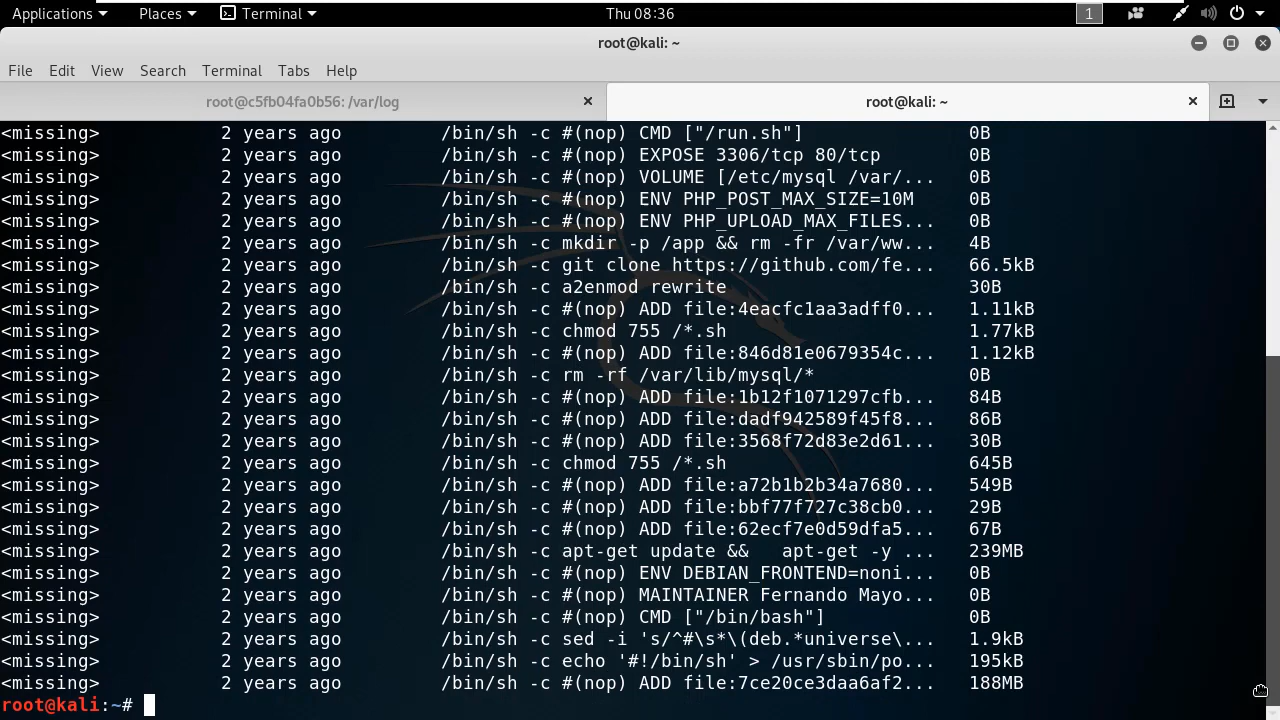 Applications Places Terminal Thu 08:36 1
root@kali: ~
File Edit View Search Terminal Tabs Help
root@c5fb04fa0b56: /var/log root@kali: ~
<missing> 2 years ago /bin/sh -c #(nop) CMD ["/run.sh"] 0B
<missing> 2 years ago /bin/sh -c #(nop) EXPOSE 3306/tcp 80/tcp 0B
<missing> 2 years ago /bin/sh -c #(nop) VOLUME [/etc/mysql /var/... 0B
<missing> 2 years ago /bin/sh -c #(nop) ENV PHP_POST_MAX_SIZE=10M 0B
<missing> 2 years ago /bin/sh -c #(nop) ENV PHP_UPLOAD_MAX_FILES... 0B
<missing> 2 years ago /bin/sh -c mkdir -p /app && rm -fr /var/ww... 4B
<missing> 2 years ago /bin/sh -c git clone https://github.com/fe... 66.5kB
<missing> 2 years ago /bin/sh -c a2enmod rewrite 30B
<missing> 2 years ago /bin/sh -c #(nop) ADD file:4eacfc1aa3adff0... 1.11kB
<missing> 2 years ago /bin/sh -c chmod 755 /*.sh 1.77kB
<missing> 2 years ago /bin/sh -c #(nop) ADD file:846d81e0679354c... 1.12kB
<missing> 2 years ago /bin/sh -c rm -rf /var/lib/mysql/* 0B
<missing> 2 years ago /bin/sh -c #(nop) ADD file:1b12f1071297cfb... 84B
<missing> 2 years ago /bin/sh -c #(nop) ADD file:dadf942589f45f8... 86B
<missing> 2 years ago /bin/sh -c #(nop) ADD file:3568f72d83e2d61... 30B
<missing> 2 years ago /bin/sh -c chmod 755 /*.sh 645B
<missing> 2 years ago /bin/sh -c #(nop) ADD file:a72b1b2b34a7680... 549B
<missing> 2 years ago /bin/sh -c #(nop) ADD file:bbf77f727c38cb0... 29B
<missing> 2 years ago /bin/sh -c #(nop) ADD file:62ecf7e0d59dfa5... 67B
<missing> 2 years ago /bin/sh -c apt-get update &&   apt-get -y ... 239MB
<missing> 2 years ago /bin/sh -c #(nop) ENV DEBIAN_FRONTEND=noni... 0B
<missing> 2 years ago /bin/sh -c #(nop) MAINTAINER Fernando Mayo... 0B
<missing> 2 years ago /bin/sh -c #(nop) CMD ["/bin/bash"] 0B
<missing> 2 years ago /bin/sh -c sed -i 's/^#\s*\(deb.*universe\... 1.9kB
<missing> 2 years ago /bin/sh -c echo '#!/bin/sh' > /usr/sbin/po... 195kB
<missing> 2 years ago /bin/sh -c #(nop) ADD file:7ce20ce3daa6af2... 188MB
root@kali:~#